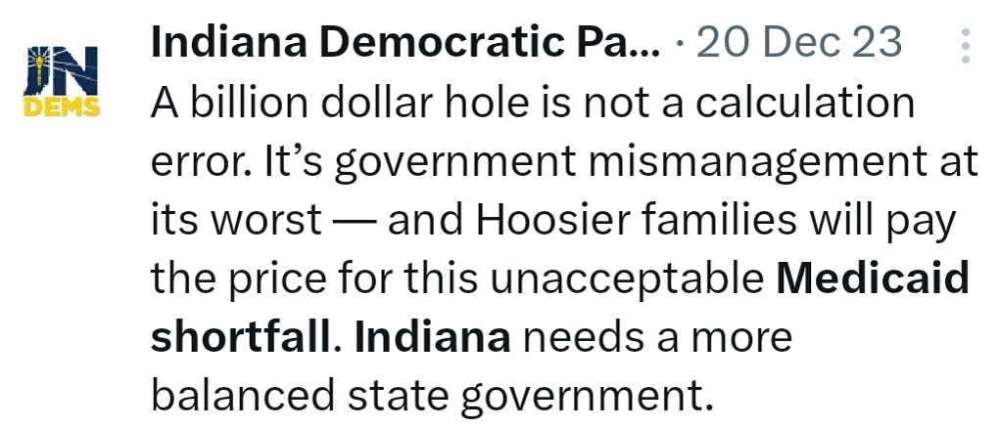 Indiana Democratic Pa... · 20 Dec 23
IN
DEMS
A billion dollar hole is not a calculation
error. It’s government mismanagement at
its worst — and Hoosier families will pay
the price for this unacceptable Medicaid
shortfall. Indiana needs a more
balanced state government.